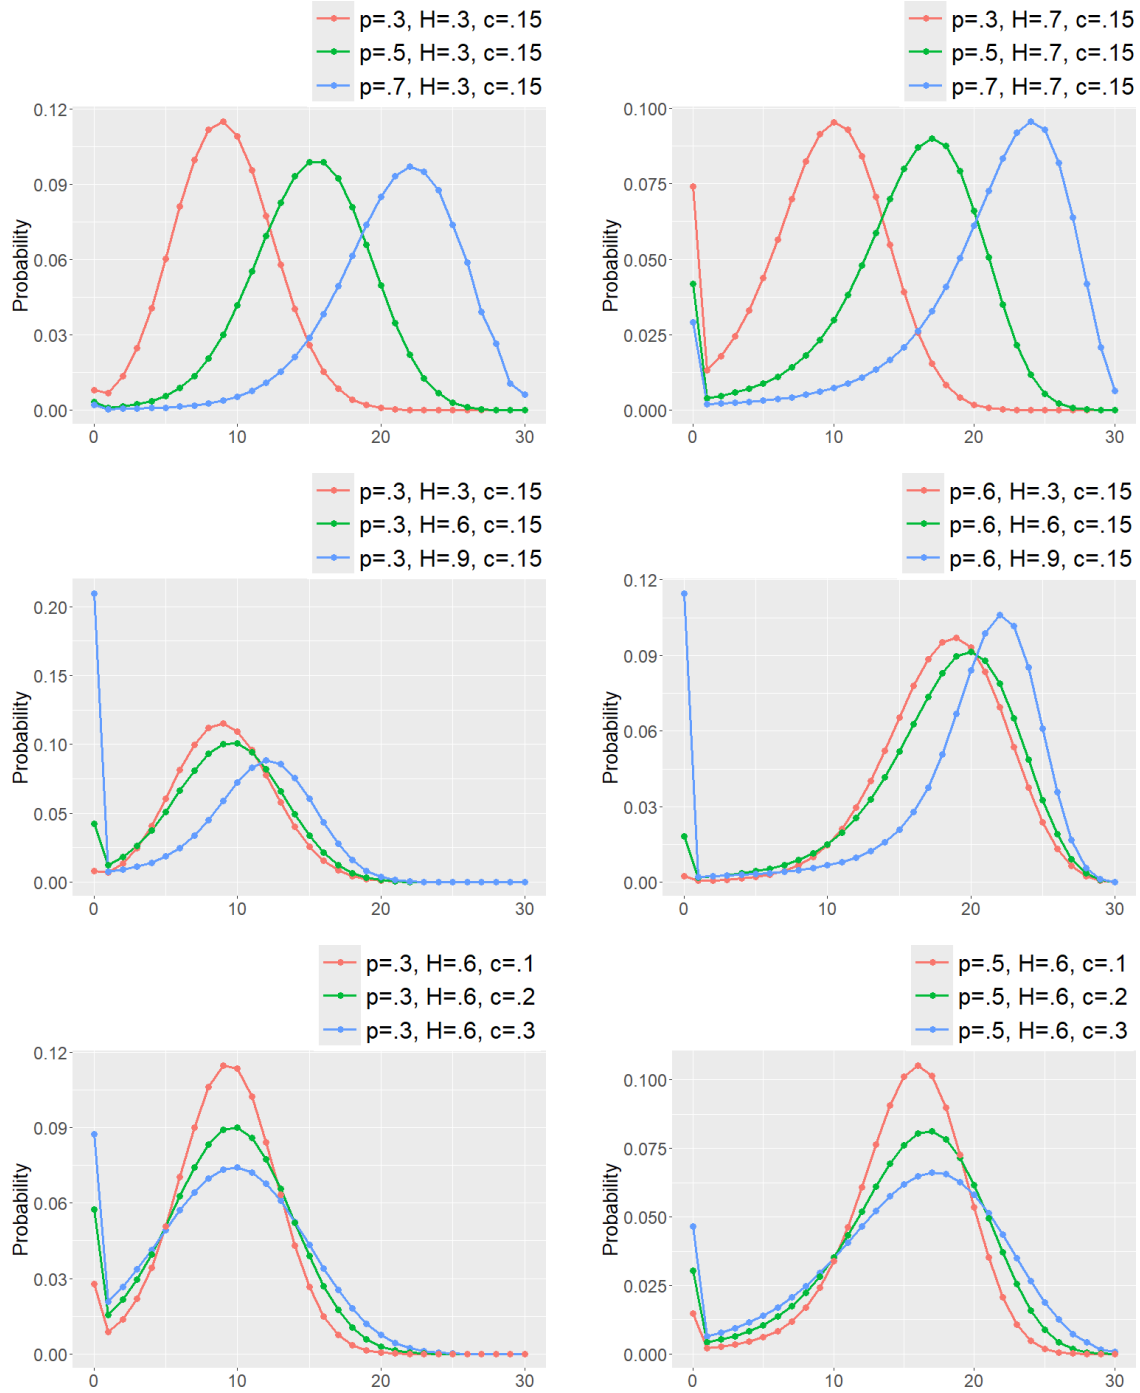 p=.3, H=.3, c=.15
p=.5, H=.3, c=.15
p=.7, H=.3, c=.15
0.12
0.09
0.06
0.03
0.00
Probability
0 10 20 30
p=.3, H=.7, c=.15
p=.5, H=.7, c=.15
p=.7, H=.7, c=.15
0.100
0.075
0.050
0.025
0.000
Probability
0 10 20 30
p=.3, H=.3, c=.15
p=.3, H=.6, c=.15
p=.3, H=.9, c=.15
0.20
0.15
0.10
0.05
0.00
Probability
0 10 20 30
p=.6, H=.3, c=.15
p=.6, H=.6, c=.15
p=.6, H=.9, c=.15
0.12
0.09
0.06
0.03
0.00
Probability
0 10 20 30
p=.3, H=.6, c=.1
p=.3, H=.6, c=.2
p=.3, H=.6, c=.3
0.12
0.09
0.06
0.03
0.00
Probability
0 10 20 30
p=.5, H=.6, c=.1
p=.5, H=.6, c=.2
p=.5, H=.6, c=.3
0.100
0.075
0.050
0.025
0.000
Probability
0 10 20 30